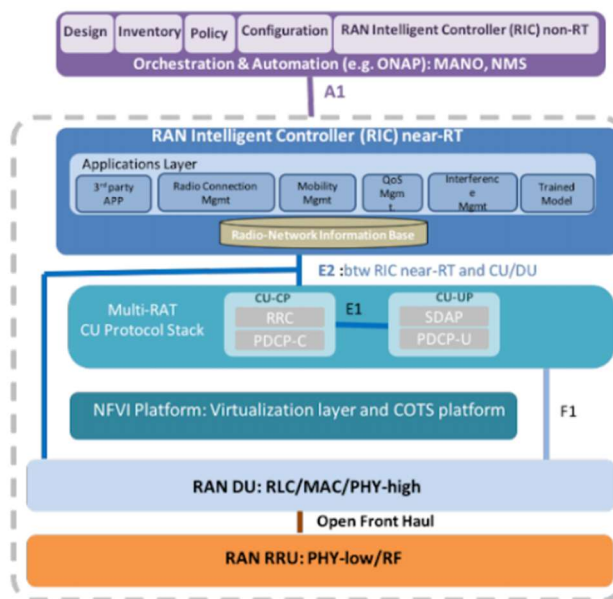 Design Inventory Policy Configuration RAN Intelligent Controller (RIC) non-RT
Orchestration & Automation (e.g. ONAP): MANO, NMS
A1
RAN Intelligent Controller (RIC) near-RT
Applications Layer
3rd party
APP
Radio Connection
Mgmt
Mobility
Mgmt
QoS
Mgm
t.
Interferenc
e
Mgmt
Trained
Model
Radio-Network Information Base
E2 :btw RIC near-RT and CU/DU
Multi-RAT
CU Protocol Stack
CU-CP
RRC
PDCP-C
E1
CU-UP
SDAP
PDCP-U
NFVI Platform: Virtualization layer and COTS platform
F1
RAN DU: RLC/MAC/PHY-high
Open Front Haul
RAN RRU: PHY-low/RF